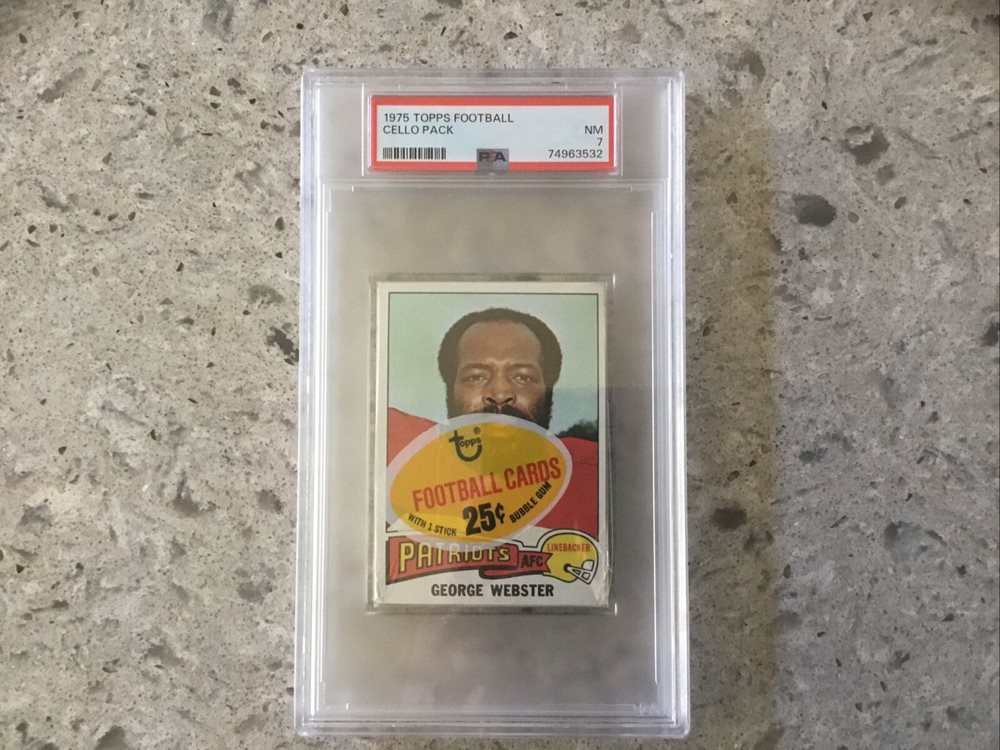 1975 TOPPS FOOTBALL
CELLO PACK NM
7
74963532
PSA
topps®
FOOTBALL CARDS
WITH 1 STICK 25¢ BUBBLE GUM
PATRIOTS AFC LINEBACKER
GEORGE WEBSTER